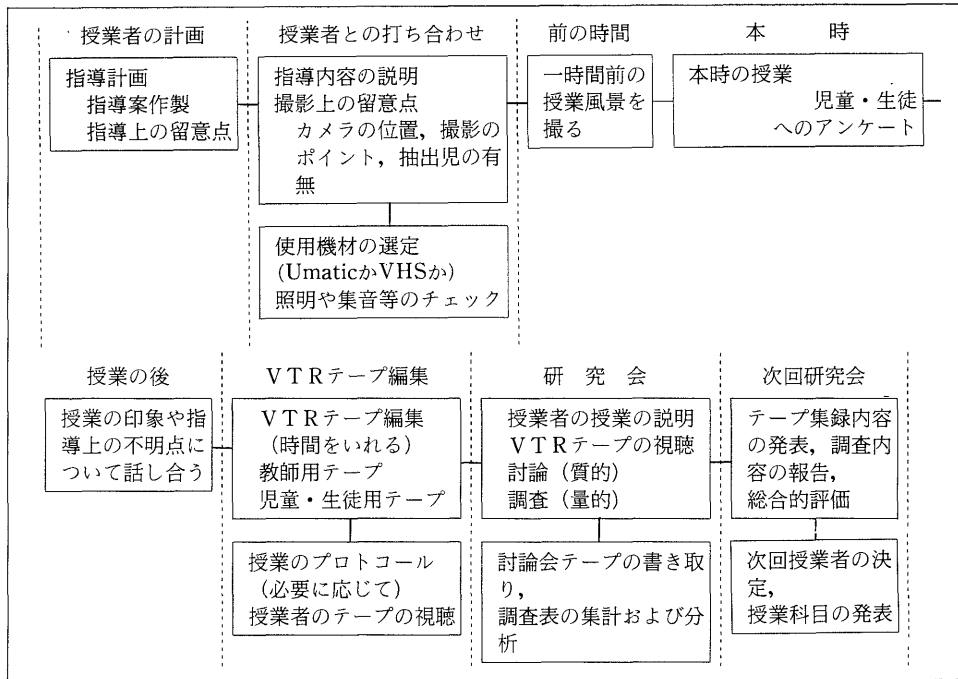 授業者の計画
指導計画
指導案作製
指導上の留意点
授業者との打ち合わせ
指導内容の説明
撮影上の留意点
カメラの位置，撮影の
ポイント，抽出児の有
無
使用機材の選定
(UmaticかVHSか)
照明や集音等のチェック
前の時間
一時間前の
授業風景を
撮る
本　時
本時の授業
児童・生徒
へのアンケート
授業の後
授業の印象や指
導上の不明点に
ついて話し合う
ＶＴＲテープ編集
ＶＴＲテープ編集
（時間をいれる）
教師用テープ
児童・生徒用テープ
授業のプロトコール
（必要に応じて）
授業者のテープの視聴
研　究　会
授業者の授業の説明
ＶＴＲテープの視聴
討論（質的）
調査（量的）
討論会テープの書き取
り，
調査表の集計および分
析
次回研究会
テープ集録内容
の発表，調査内
容の報告，
総合的評価
次回授業者の決
定，
授業科目の発表